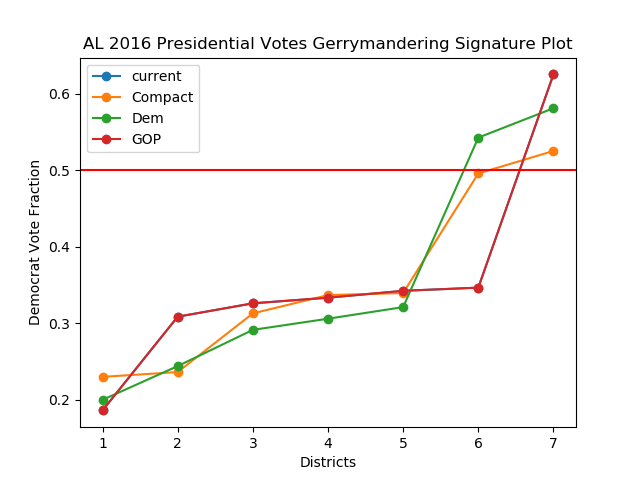 AL 2016 Presidential Votes Gerrymandering Signature Plot
current
Compact
Dem
GOP
0.6
0.5
0.4
0.3
0.2
Democrat Vote Fraction
1 2 3 4 5 6 7
Districts